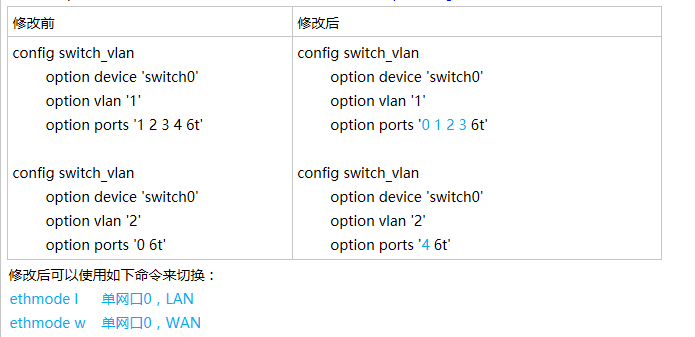 修改前
config switch_vlan
option device 'switch0'
option vlan '1'
option ports '1 2 3 4 6t'
config switch_vlan
option device 'switch0'
option vlan '2'
option ports '0 6t'
修改后
config switch_vlan
option device 'switch0'
option vlan '1'
option ports '0 1 2 3 6t'
config switch_vlan
option device 'switch0'
option vlan '2'
option ports '4 6t'
修改后可以使用如下命令来切换：
ethmode l 单网口0，LAN
ethmode w 单网口0，WAN